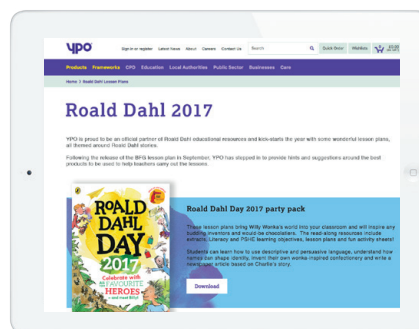 ypo
Sign in or register Latest News About Careers Contact Us Search Quick Order Wishlists
Products Frameworks CPD Education Local Authorities Public Sector Businesses Care
Home > Roald Dahl Lesson Plans
Roald Dahl 2017
YPO is proud to be an official partner of Roald Dahl educational resources and kick-starts the year with some wonderful lesson plans,
all themed around Roald Dahl stories.
Following the release of the BFG lesson plan in September, YPO has stepped in to provide hints and suggestions around the best
products to be used to help teachers carry out the lessons.
ROALD
DAHL
DAY
2017
Celebrate with
my FAVOURITE
HEROES
- and meet Billy!
Roald Dahl Day 2017 party pack
These lesson plans bring Willy Wonka's world into your classroom and will inspire any
budding inventors and would be chocolatiers. The read-along resources include
extracts, Literacy and PSHE learning objectives, lesson plans and fun activity sheets!
Students can learn how to use descriptive and persuasive language, understand how
names can shape identity, invent their own wonka inspired confectionery and write a
newspaper article based on Charlie's story.
Download